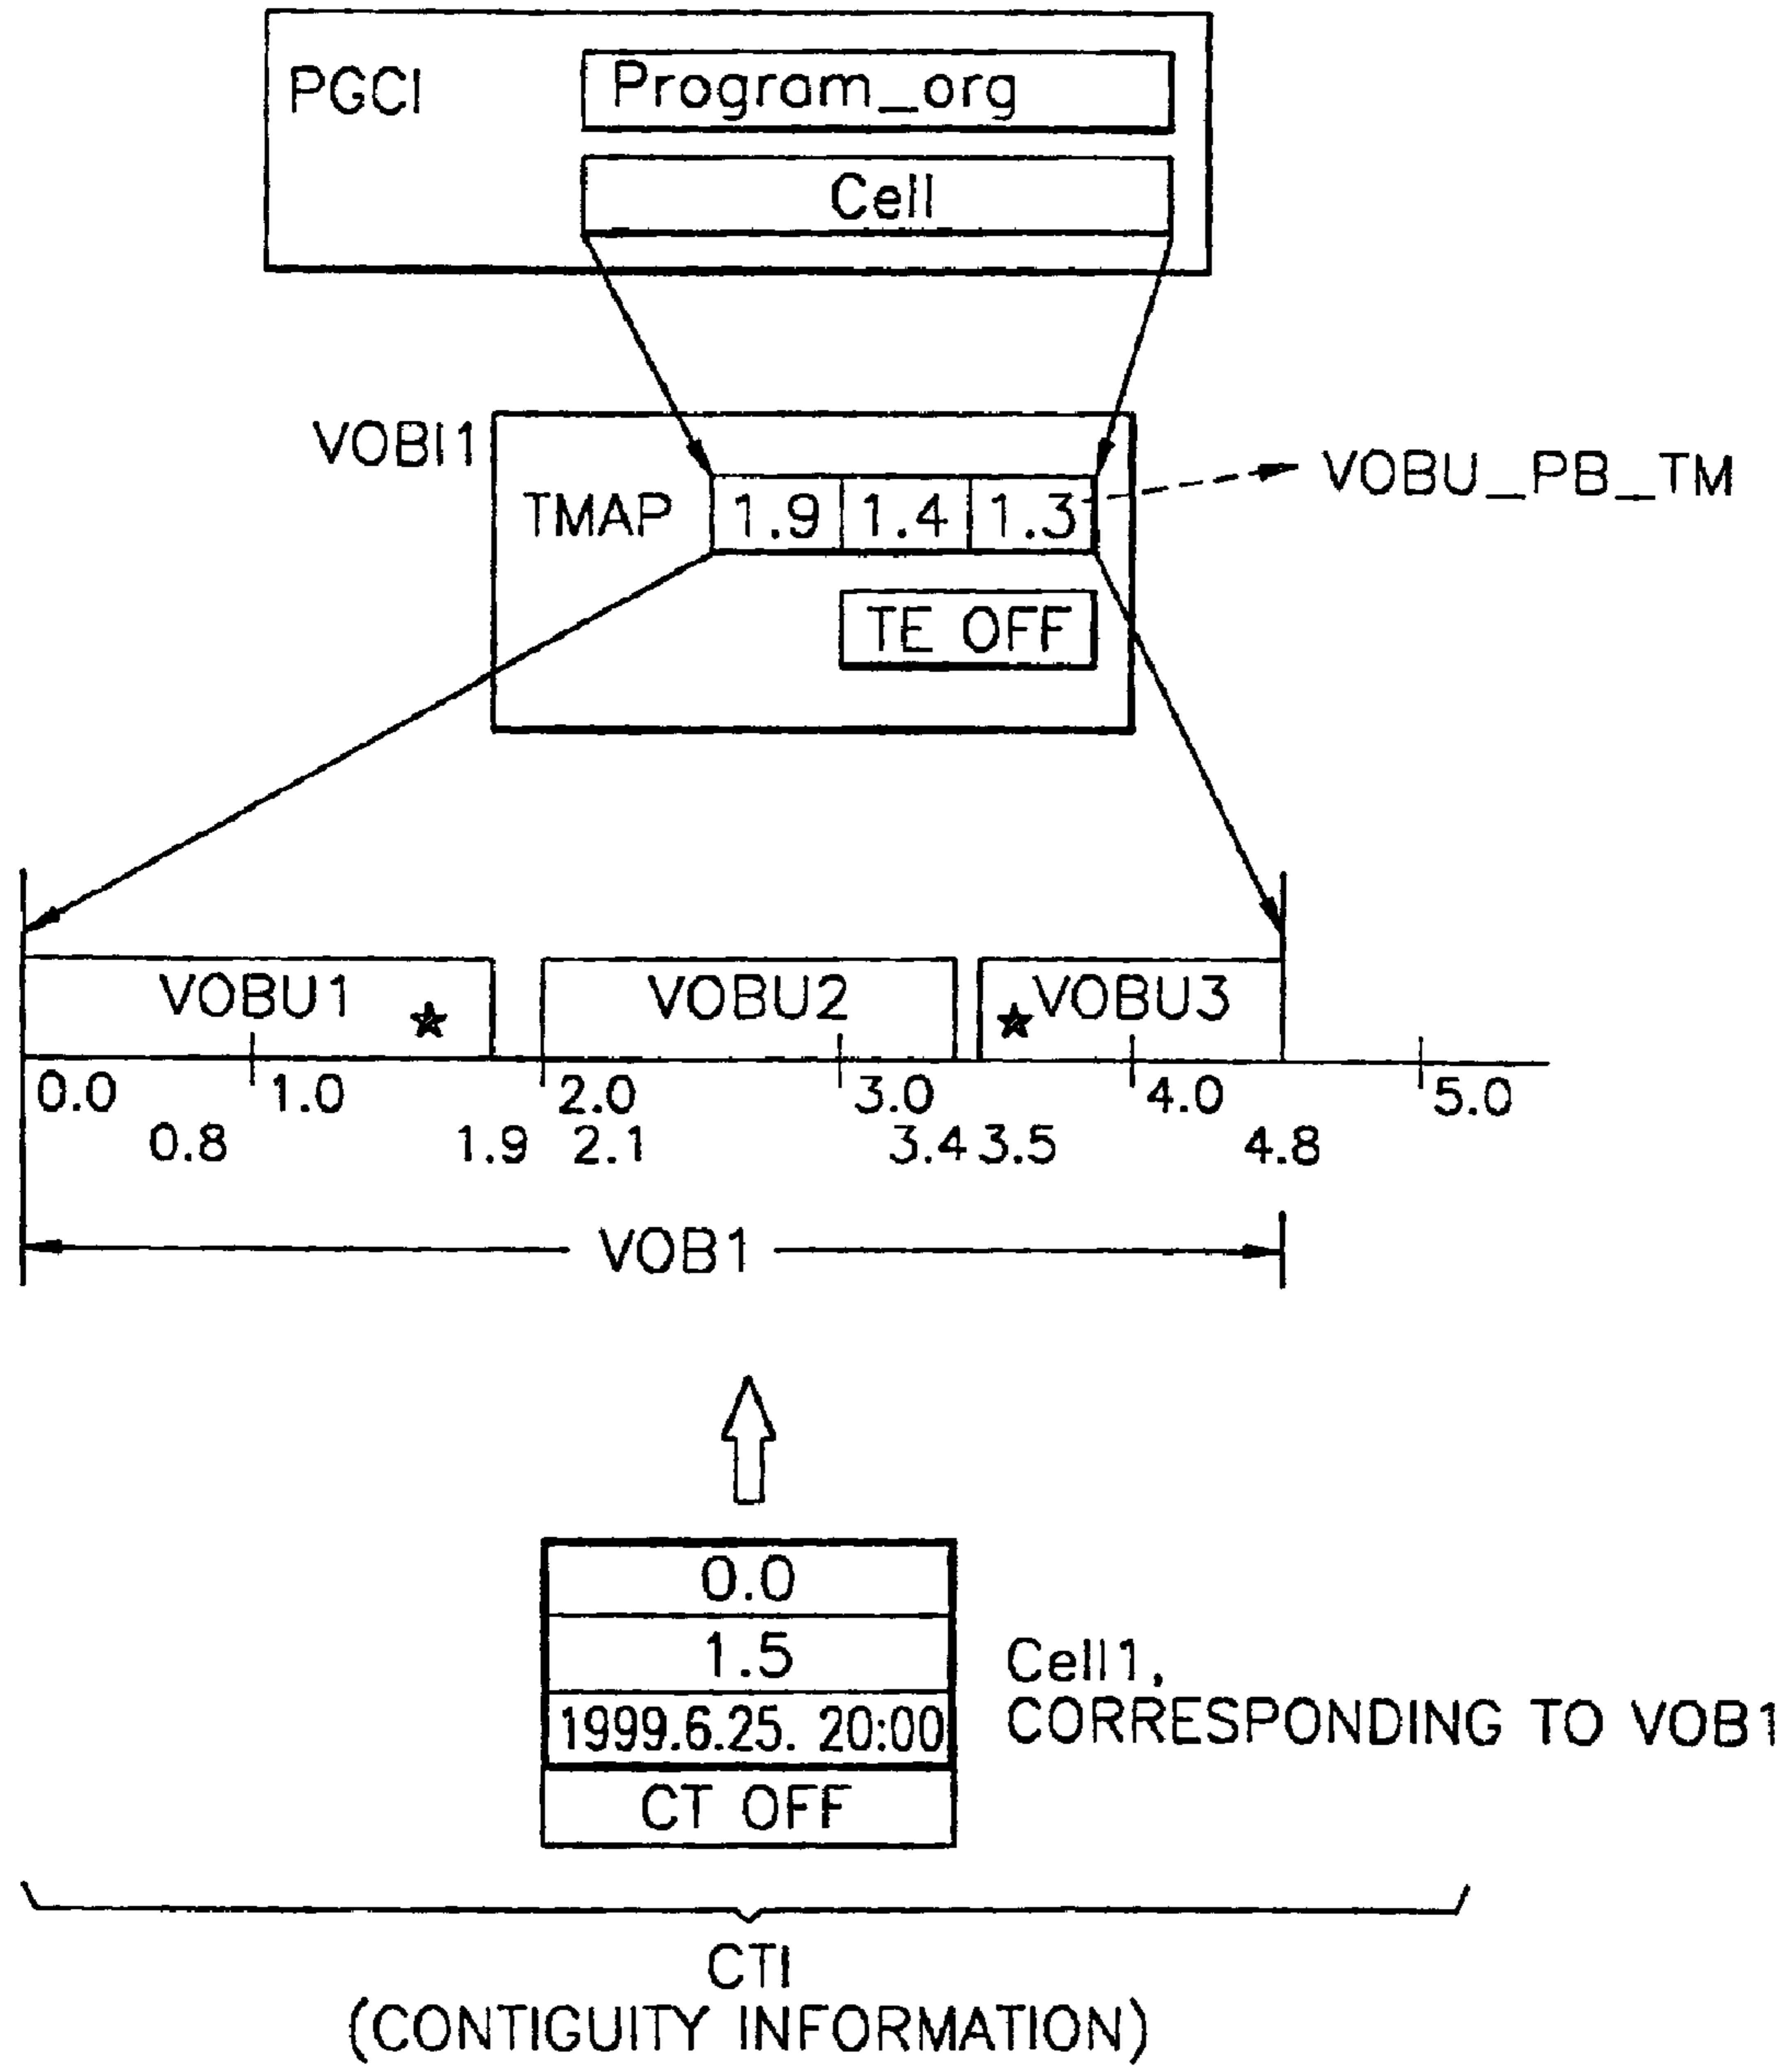 PGCI
Program_org
Cell
VOBI1
TMAP 1.9 1.4 1.3
VOBU_PB_TM
TE OFF
VOBU1 VOBU2 VOBU3
0.0 1.0 2.0 3.0 4.0 5.0
0.8 1.9 2.1 3.4 3.5 4.8
VOB1
0.0
1.5
1999.6.25. 20:00
CT OFF
Cell1,
CORRESPONDING TO VOB1
CTI
(CONTIGUITY INFORMATION)